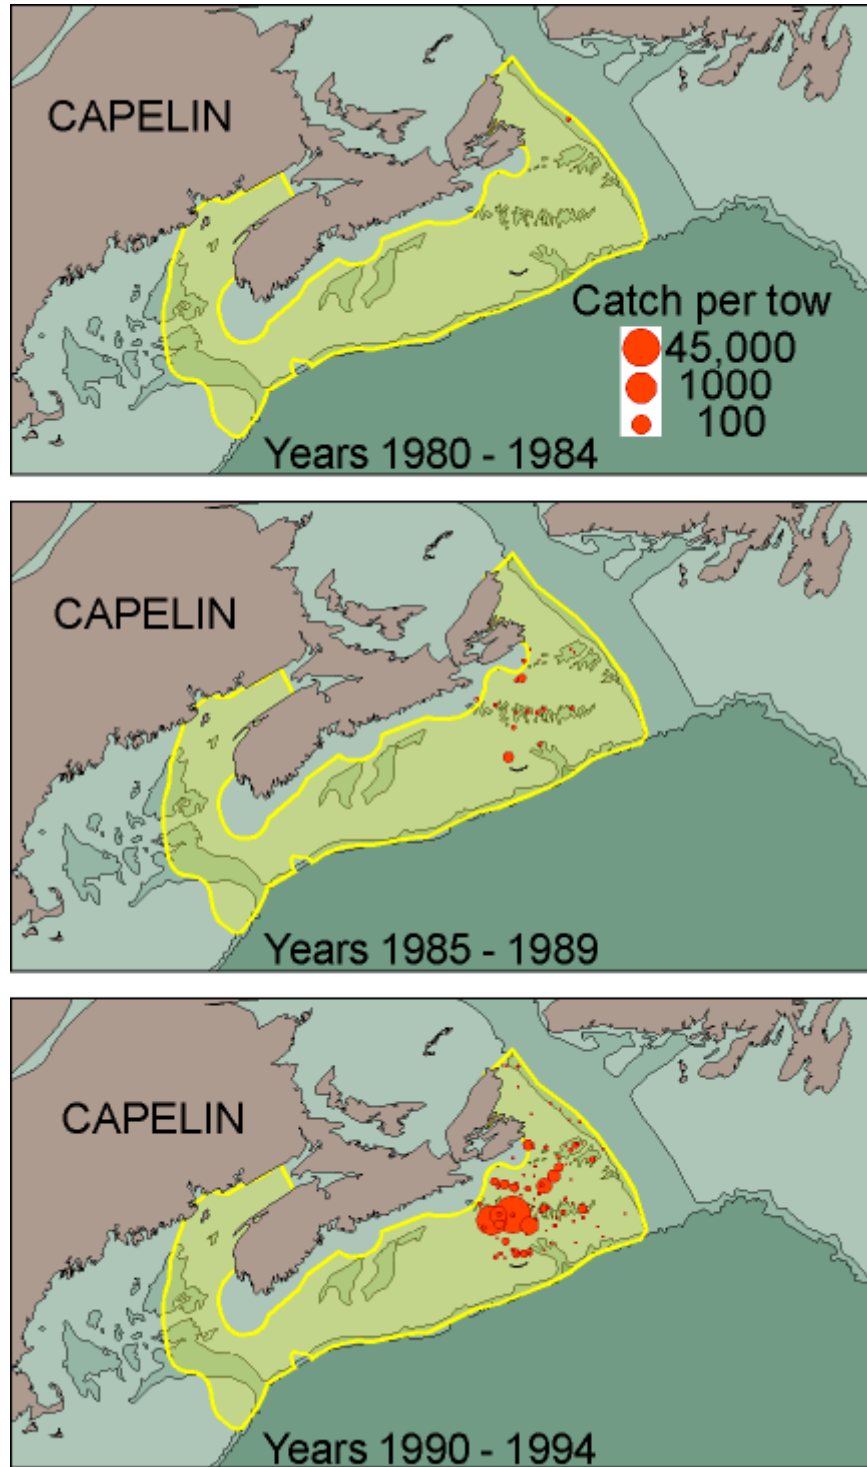 CAPELIN
Catch per tow
45,000
1000
100
Years 1980 - 1984
CAPELIN
Years 1985 - 1989
CAPELIN
Years 1990 - 1994